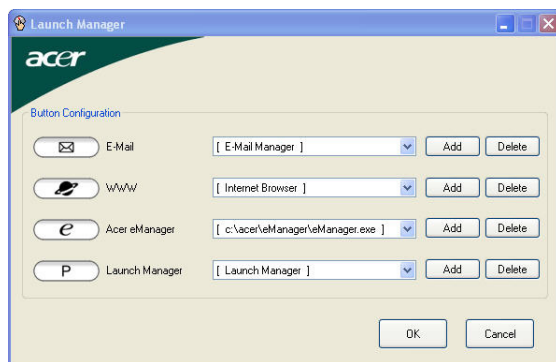 Launch Manager
acer
Button Configuration
E-Mail [ E-Mail Manager ] Add Delete
WWW [ Internet Browser ] Add Delete
e Acer eManager [ c:\acer\eManager\eManager.exe ] Add Delete
P Launch Manager [ Launch Manager ] Add Delete
OK Cancel